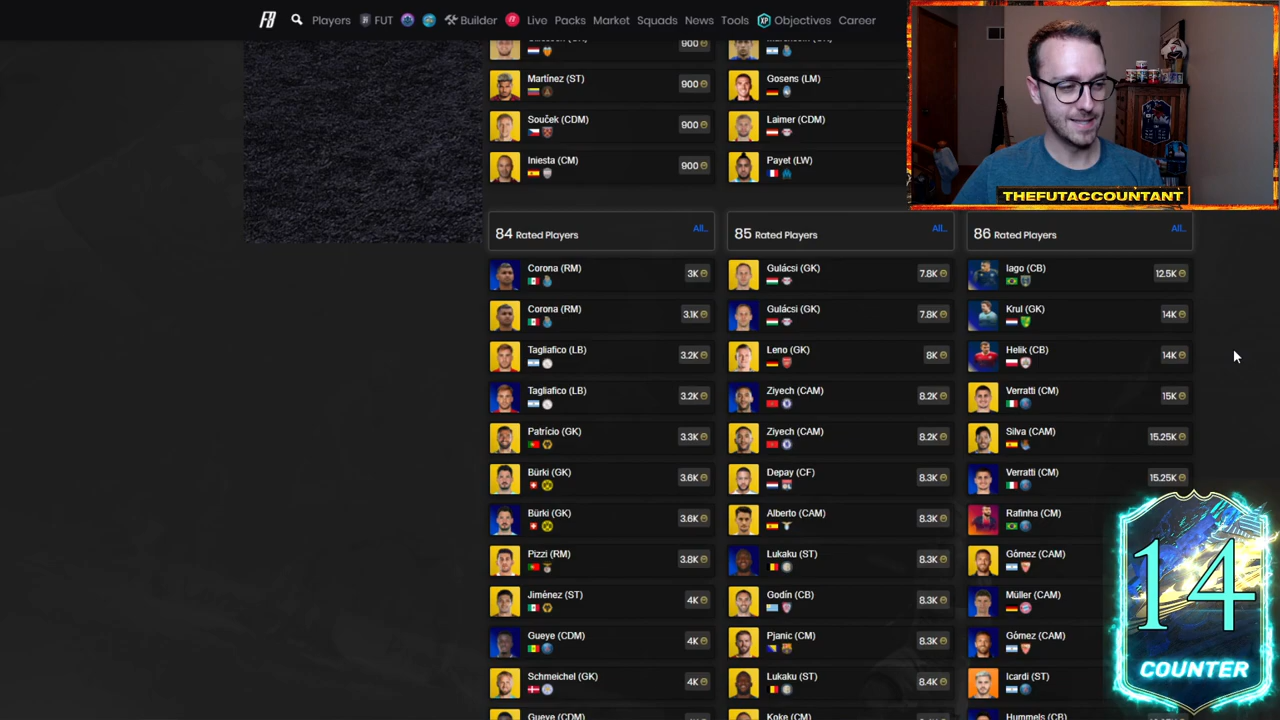 Players FUT Builder Live Packs Market Squads News Tools XP Objectives Career
900
Martínez (ST) 900 Gosens (LM)
Souček (CDM) 900 Laimer (CDM)
Iniesta (CM) 900 Payet (LW)
THEFUTACCOUNTANT
84 Rated Players All.. 85 Rated Players All.. 86 Rated Players All..
Corona (RM) 3K Gulácsi (GK) 7.8K Iago (CB) 12.5K
Corona (RM) 3.1K Gulácsi (GK) 7.8K Krul (GK) 14K
Tagliafico (LB) 3.2K Leno (GK) 8K Helik (CB) 14K
Tagliafico (LB) 3.2K Ziyech (CAM) 8.2K Verratti (CM) 15K
Patrício (GK) 3.3K Ziyech (CAM) 8.2K Silva (CAM) 15.25K
Bürki (GK) 3.6K Depay (CF) 8.3K Verratti (CM) 15.25K
Bürki (GK) 3.6K Alberto (CAM) 8.3K Rafinha (CM)
Pizzi (RM) 3.8K Lukaku (ST) 8.3K Gómez (CAM)
Jiménez (ST) 4K Godín (CB) 8.3K Müller (CAM)
Gueye (CDM) 4K Pjanic (CM) 8.3K Gómez (CAM)
Schmeichel (GK) 4K Lukaku (ST) 8.4K Icardi (ST)
Gueye (CDM) Koke (CM) Hummels (CB)
14
COUNTER